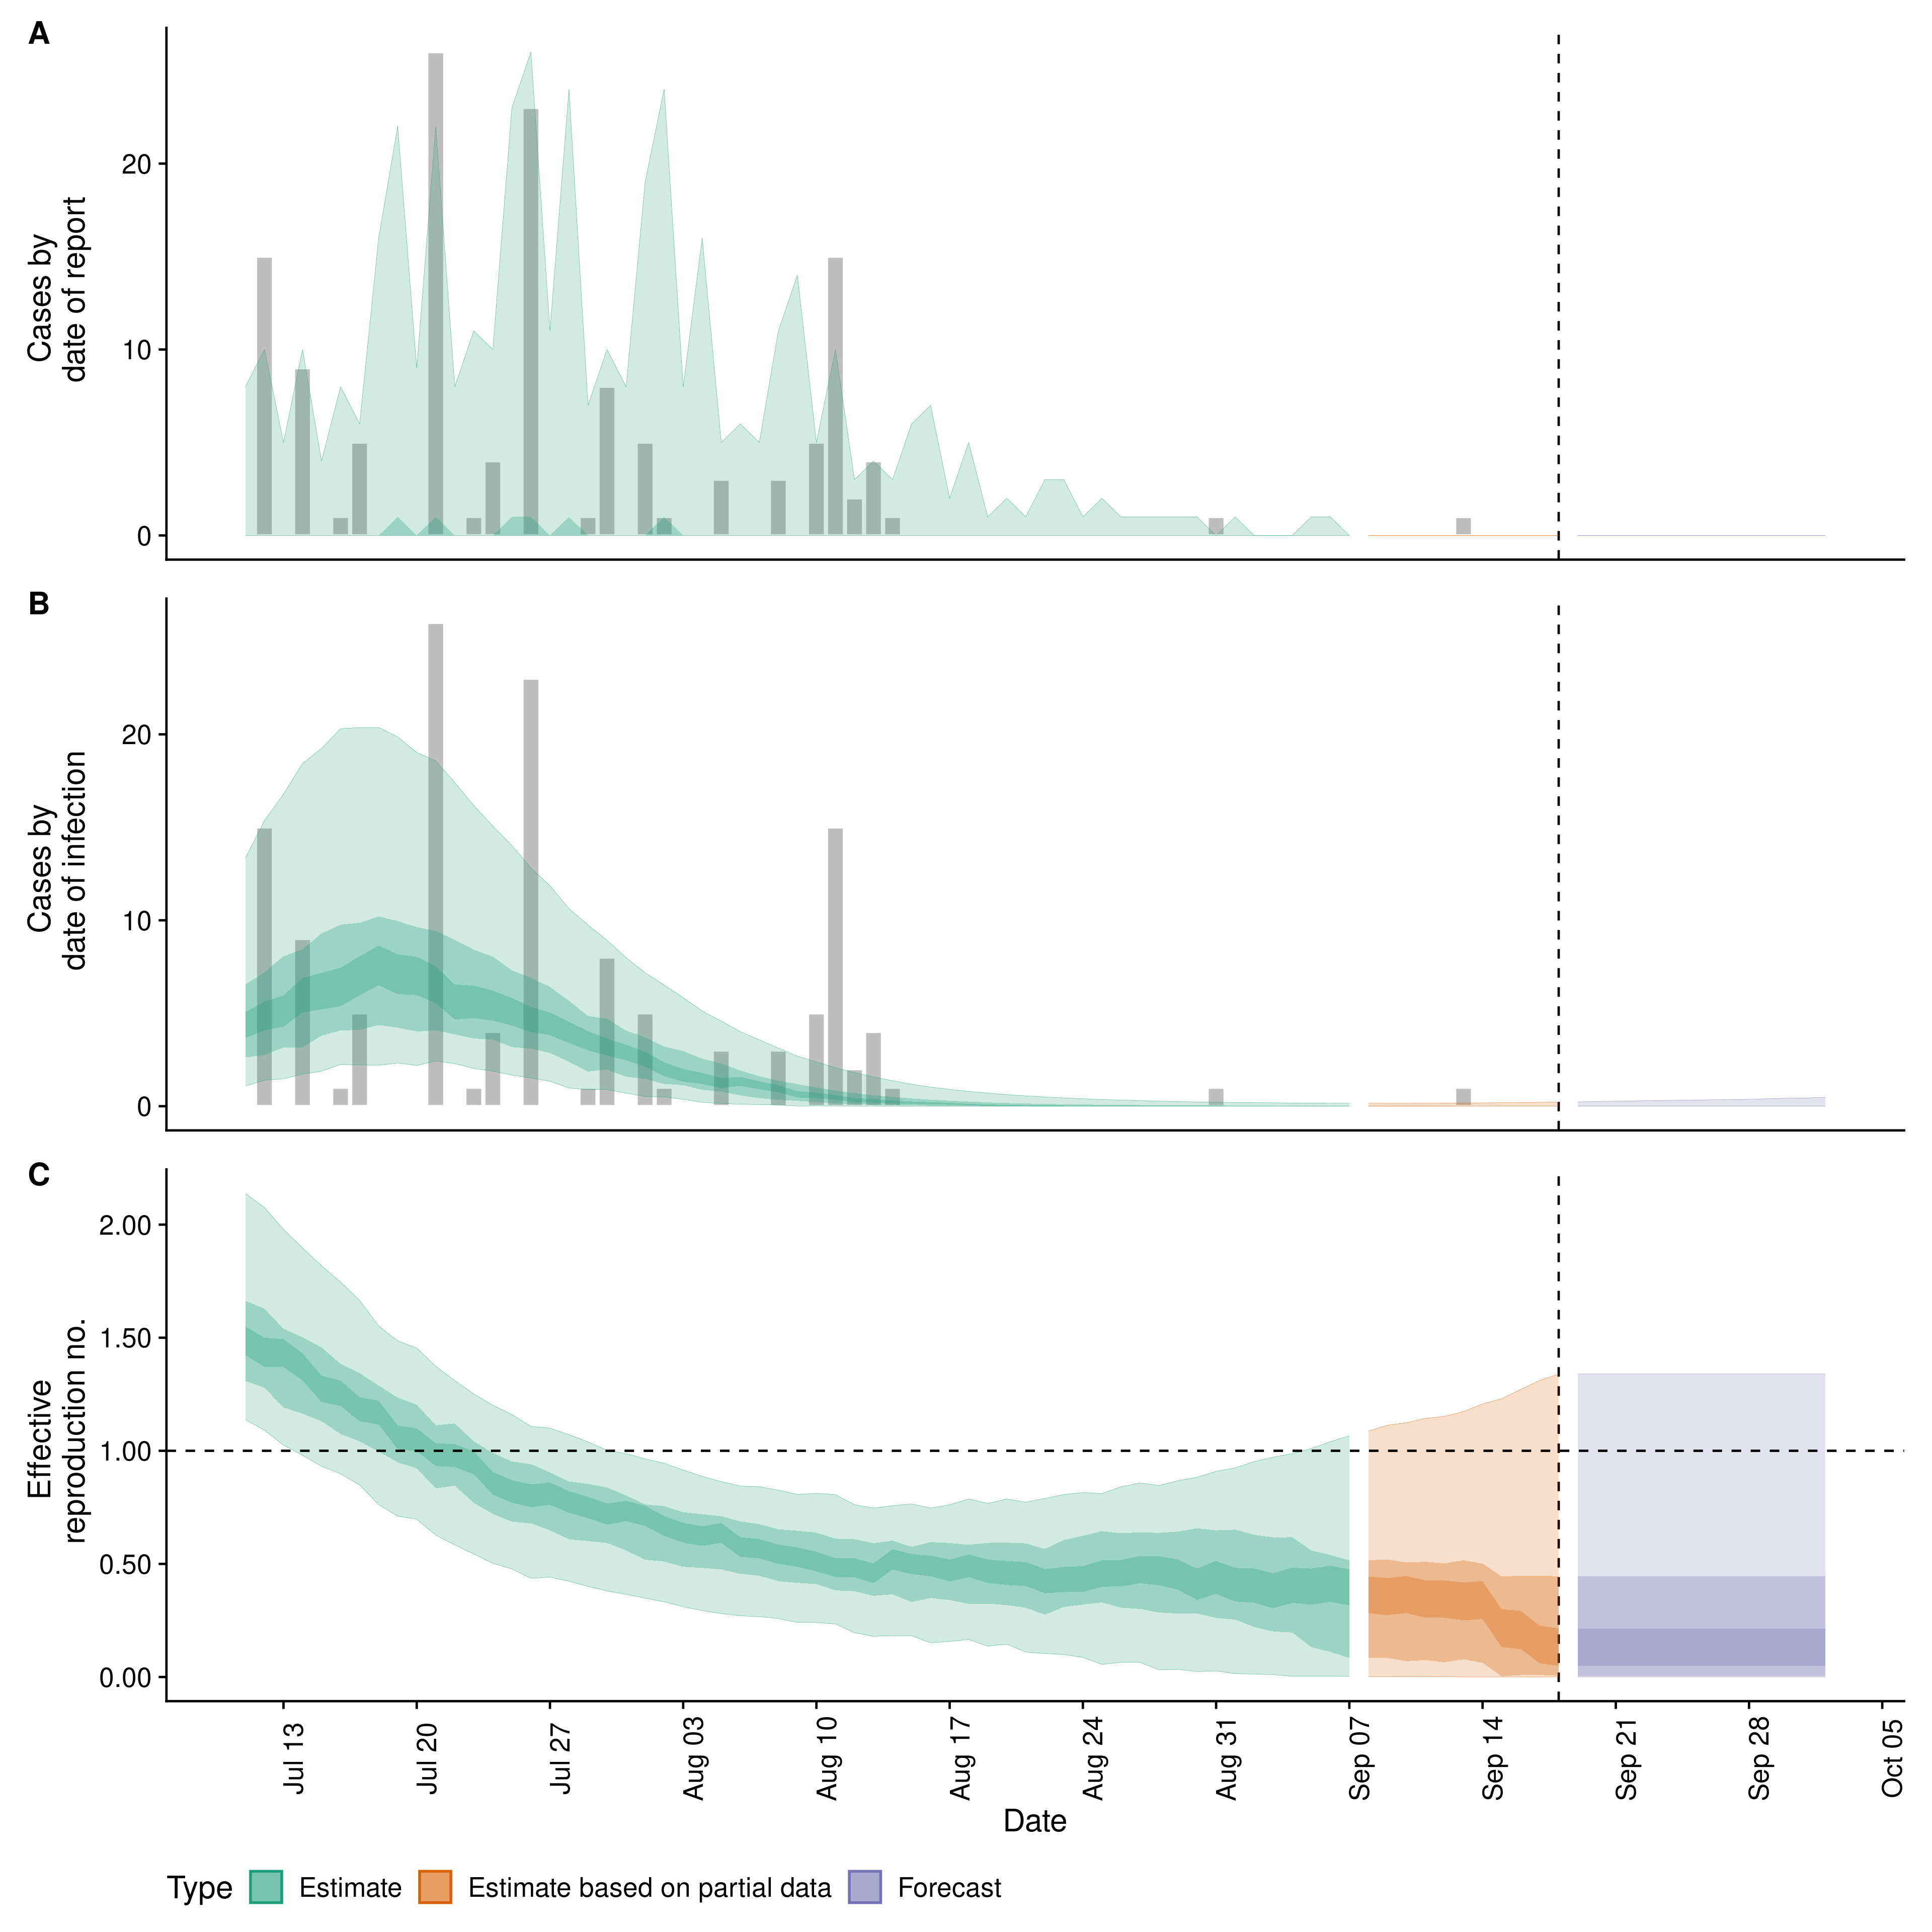 A
Cases by
date of report
20
10
0
B
Cases by
date of infection
20
10
0
C
Effective
reproduction no.
2.00
1.50
1.00
0.50
0.00
Jul 13
Jul 20
Jul 27
Aug 03
Aug 10
Aug 17
Aug 24
Aug 31
Sep 07
Sep 14
Sep 21
Sep 28
Oct 05
Date
Type Estimate Estimate based on partial data Forecast